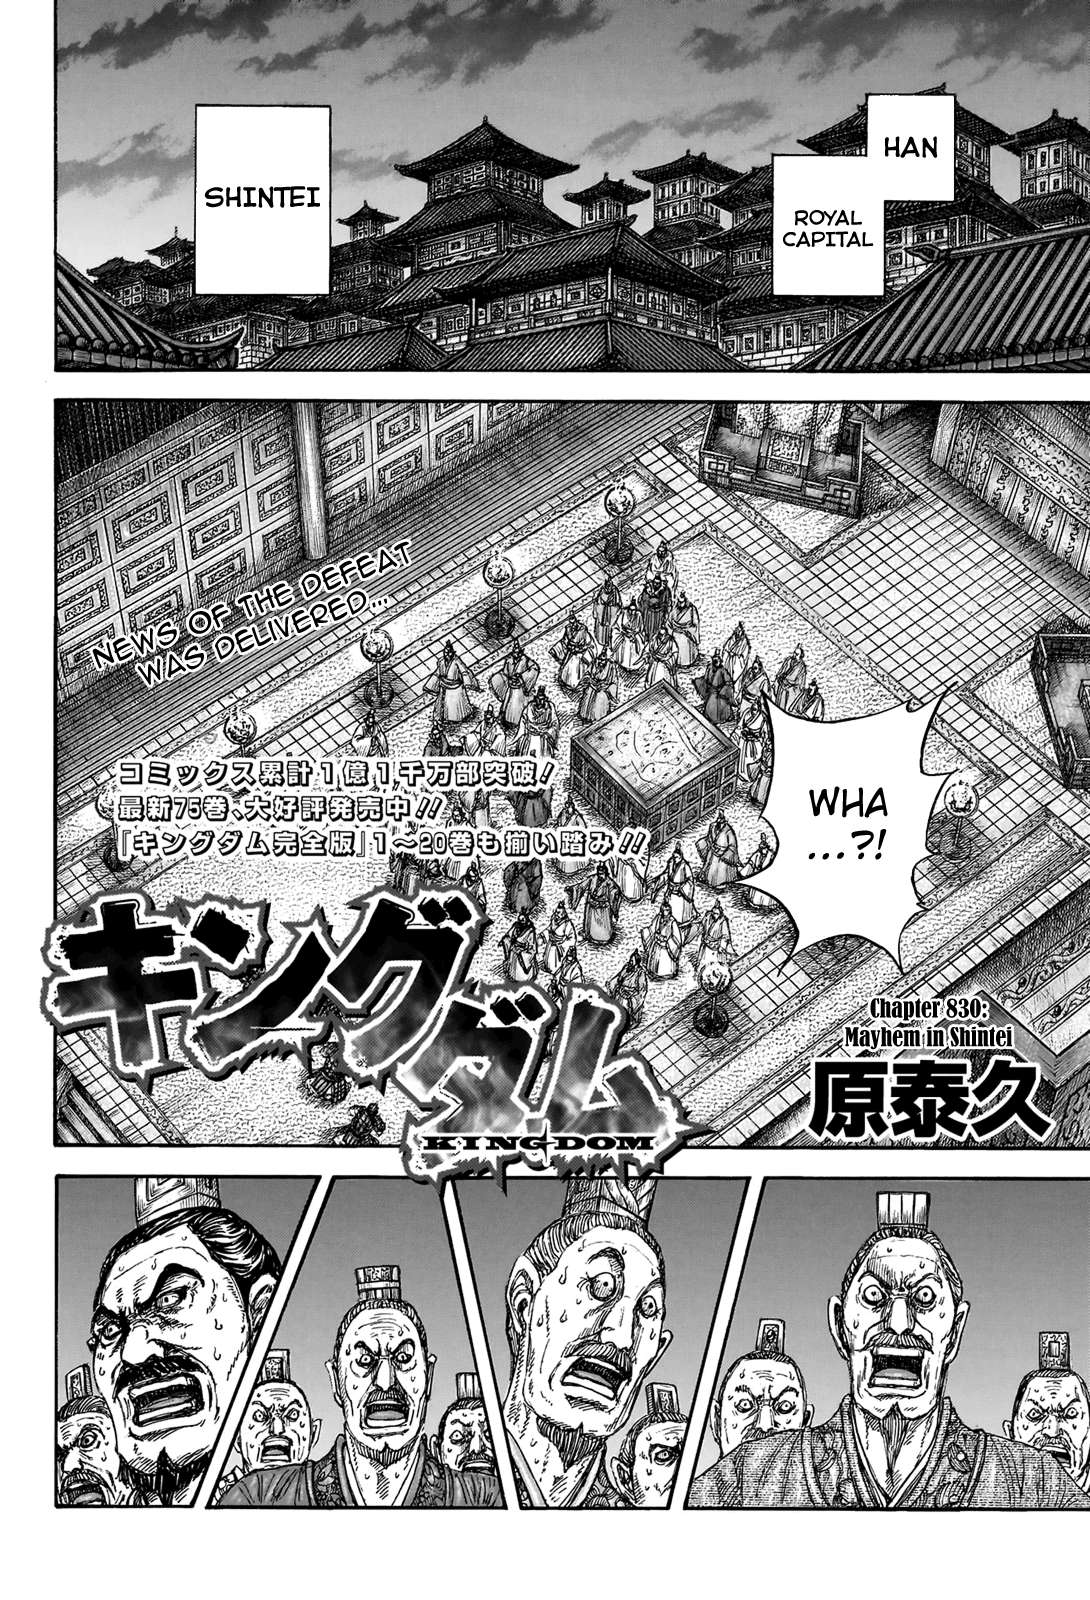 HAN
ROYAL
CAPITAL
SHINTEI
NEWS OF THE DEFEAT
WAS DELIVERED...
WHA
...?!
コミックス累計1億1千万部突破!
最新75巻、大好評発売中!!
『キングダム完全版』1〜20巻も揃い踏み!!
キングダム
KINGDOM
Chapter 830:
Mayhem in Shintei
原泰久